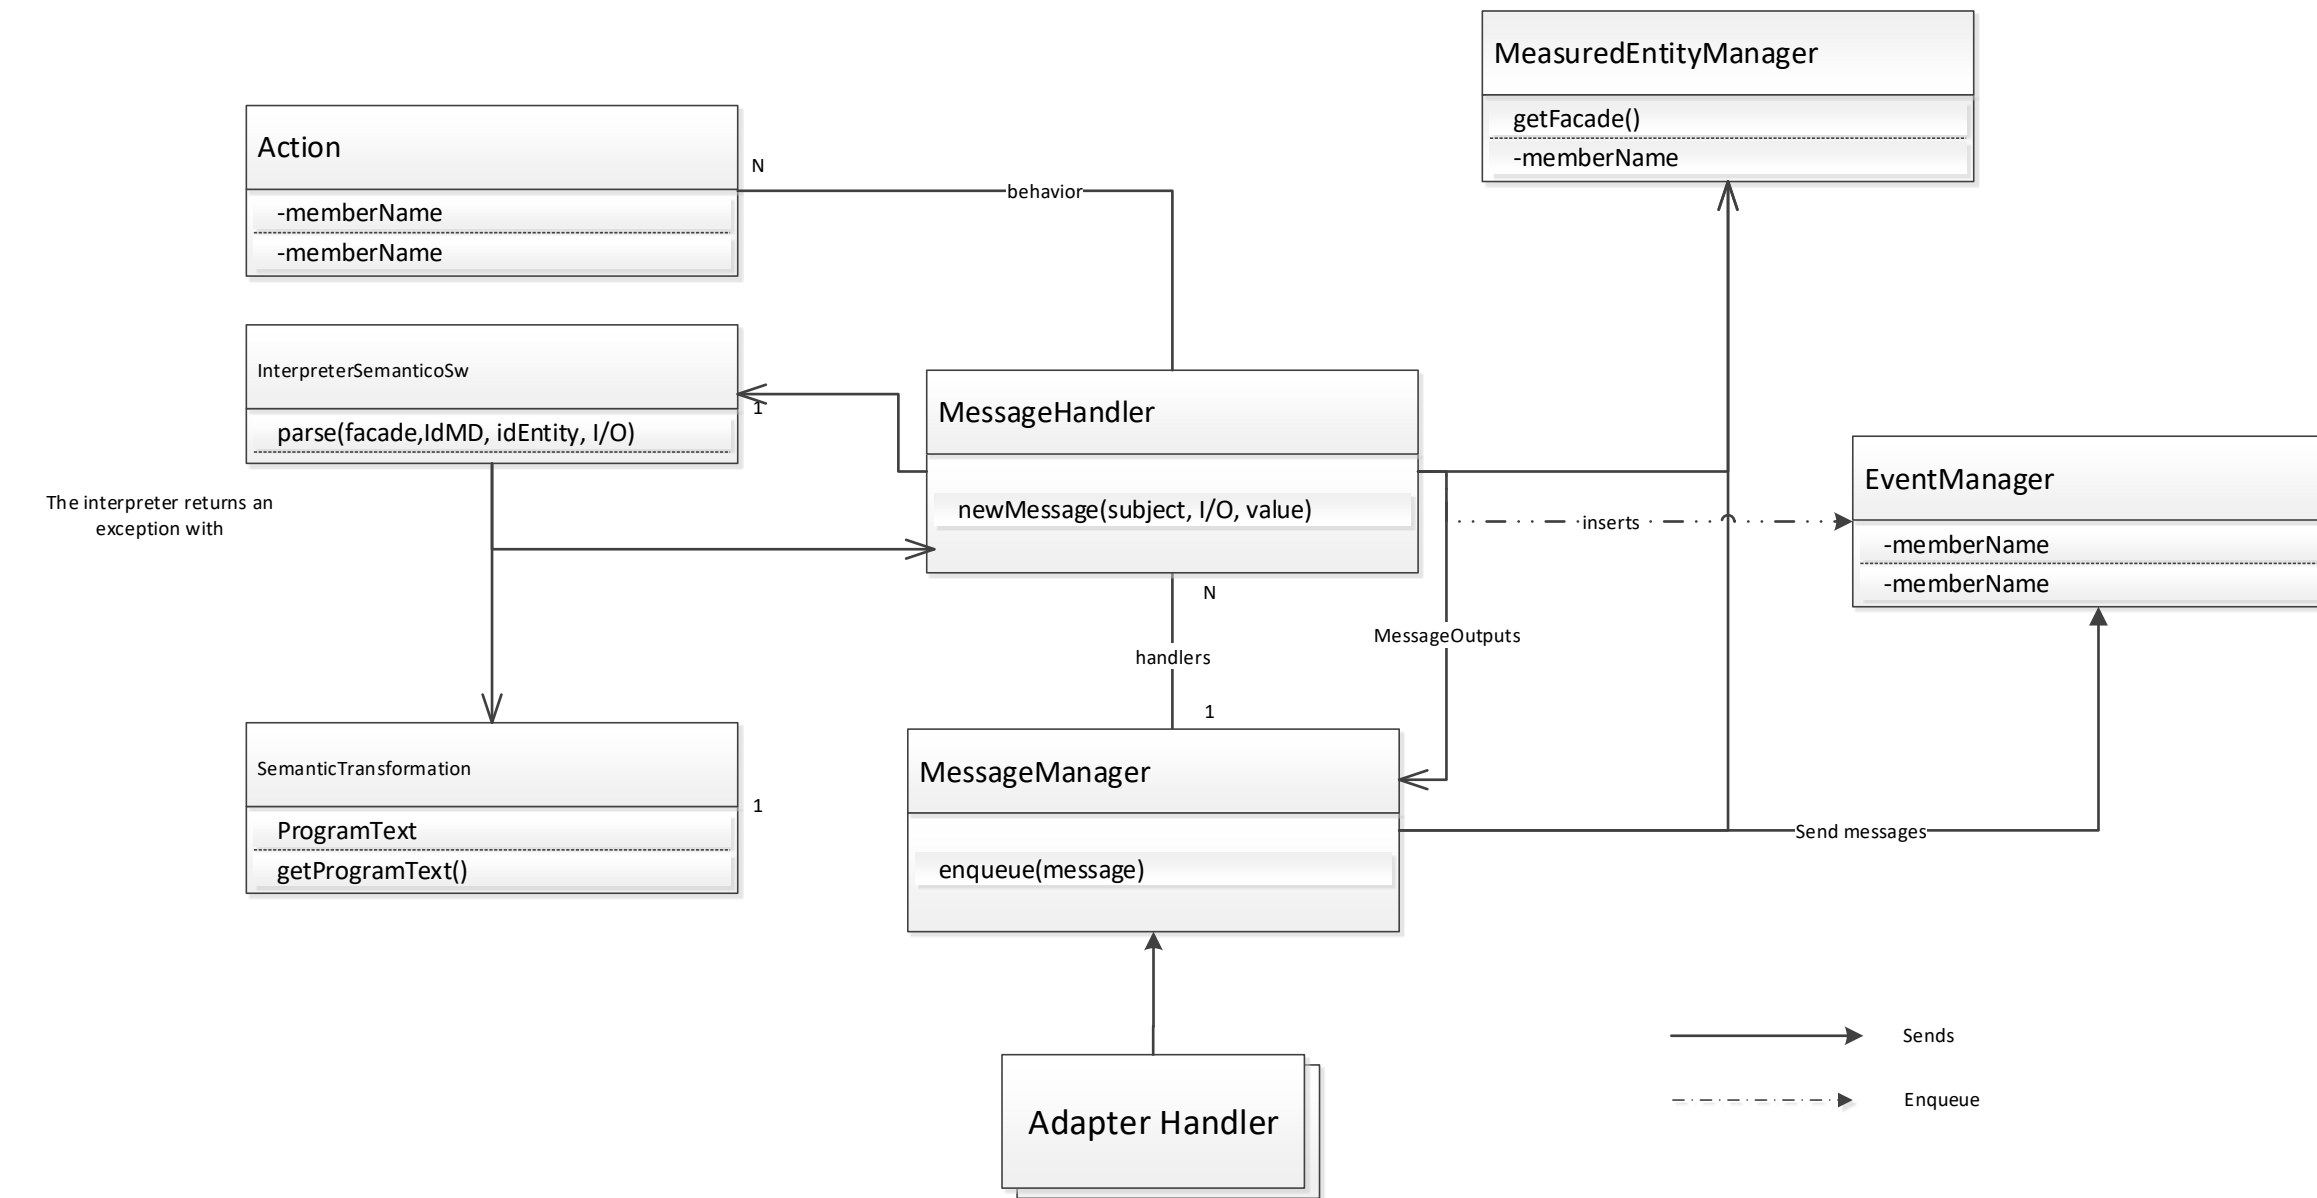 MeasuredEntityManager
getFacade()
-memberName
Action
-memberName
-memberName
N
behavior
InterpreterSemanticoSw
parse(facade,IdMD, idEntity, I/O)
1
The interpreter returns an
exception with
MessageHandler
newMessage(subject, I/O, value)
N
inserts
EventManager
-memberName
-memberName
handlers
MessageOutputs
1
SemanticTransformation
ProgramText
getProgramText()
1
MessageManager
enqueue(message)
Send messages
Adapter Handler
Sends
Enqueue